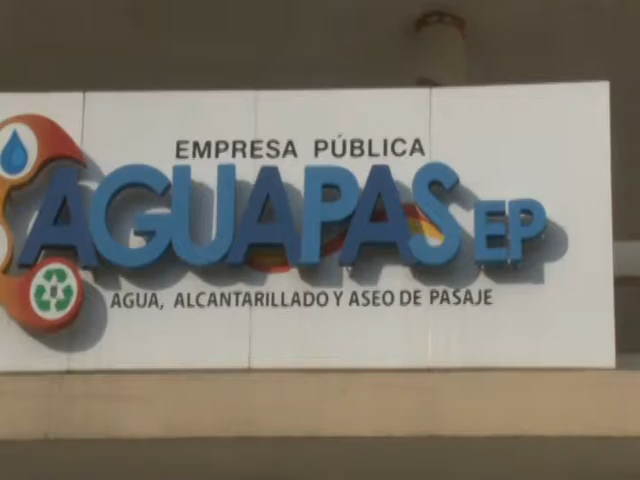 EMPRESA PÚBLICA
AGUAPAS EP
AGUA, ALCANTARILLADO Y ASEO DE PASAJE